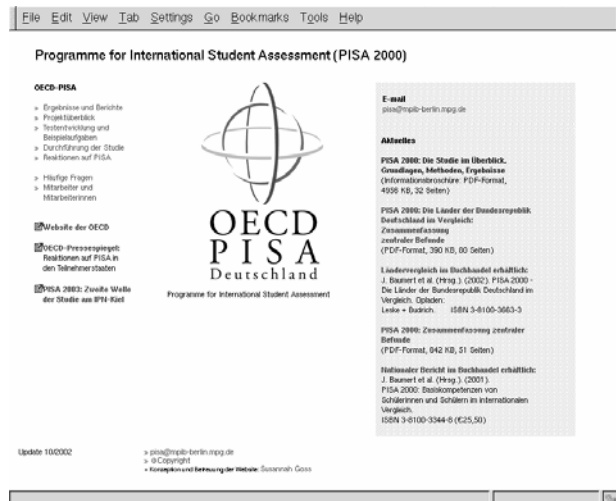 File Edit View Tab Settings Go Bookmarks Tools Help
Programme for International Student Assessment (PISA 2000)
OECD-PISA
» Ergebnisse und Berichte
» Projektüberblick
» Testentwicklung und
Beispielaufgaben
» Durchführung der Studie
» Reaktionen auf PISA
» Häufige Fragen
» Mitarbeiter und
Mitarbeiterinnen
Website der OECD
OECD-Pressespiegel:
Reaktionen auf PISA in
den Teilnehmerstaaten
PISA 2003: Zweite Welle
der Studie am IPN-Kiel
OECD
PISA
Deutschland
Programme for International Student Assessment
E-mail
pisa@mpib-berlin.mpg.de
Aktuelles
PISA 2000: Die Studie im Überblick.
Grundlagen, Methoden, Ergebnisse
(Informationsbroschüre: PDF-Format,
4956 KB, 32 Seiten)
PISA 2000: Die Länder der Bundesrepublik
Deutschland im Vergleich:
Zusammenfassung
zentraler Befunde
(PDF-Format, 390 KB, 80 Seiten)
Ländervergleich im Buchhandel erhältlich:
J. Baumert et al. (Hrsg.). (2002). PISA 2000 -
Die Länder der Bundesrepublik Deutschland im
Vergleich. Opladen:
Leske + Budrich. ISBN 3-8100-3663-3
PISA 2000: Zusammenfassung zentraler
Befunde
(PDF-Format, 642 KB, 51 Seiten)
Nationaler Bericht im Buchhandel erhältlich:
J. Baumert et al. (Hrsg.). (2001).
PISA 2000: Basiskompetenzen von
Schülerinnen und Schülern im internationalen
Vergleich.
ISBN 3-8100-3344-8 (€25,50)
Update 10/2002
» pisa@mpib-berlin.mpg.de
» ©Copyright
» Konzeption und Betreuung der Website: Susannah Goss